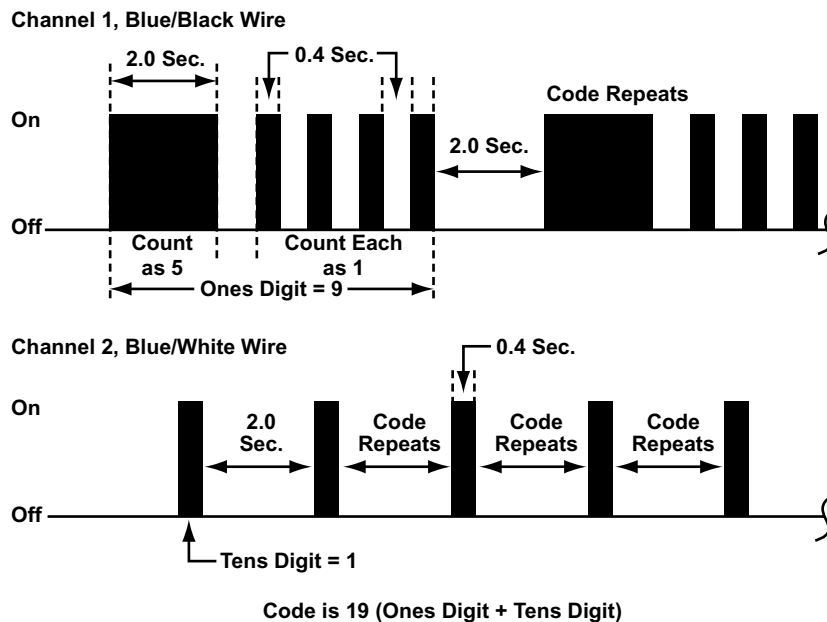 Channel 1, Blue/Black Wire
2.0 Sec.
0.4 Sec.
Code Repeats
On
2.0 Sec.
Off
Count
as 5
Count Each
as 1
Ones Digit = 9
Channel 2, Blue/White Wire
0.4 Sec.
On
2.0
Sec.
Code
Repeats
Code
Repeats
Code
Repeats
Off
Tens Digit = 1
Code is 19 (Ones Digit + Tens Digit)